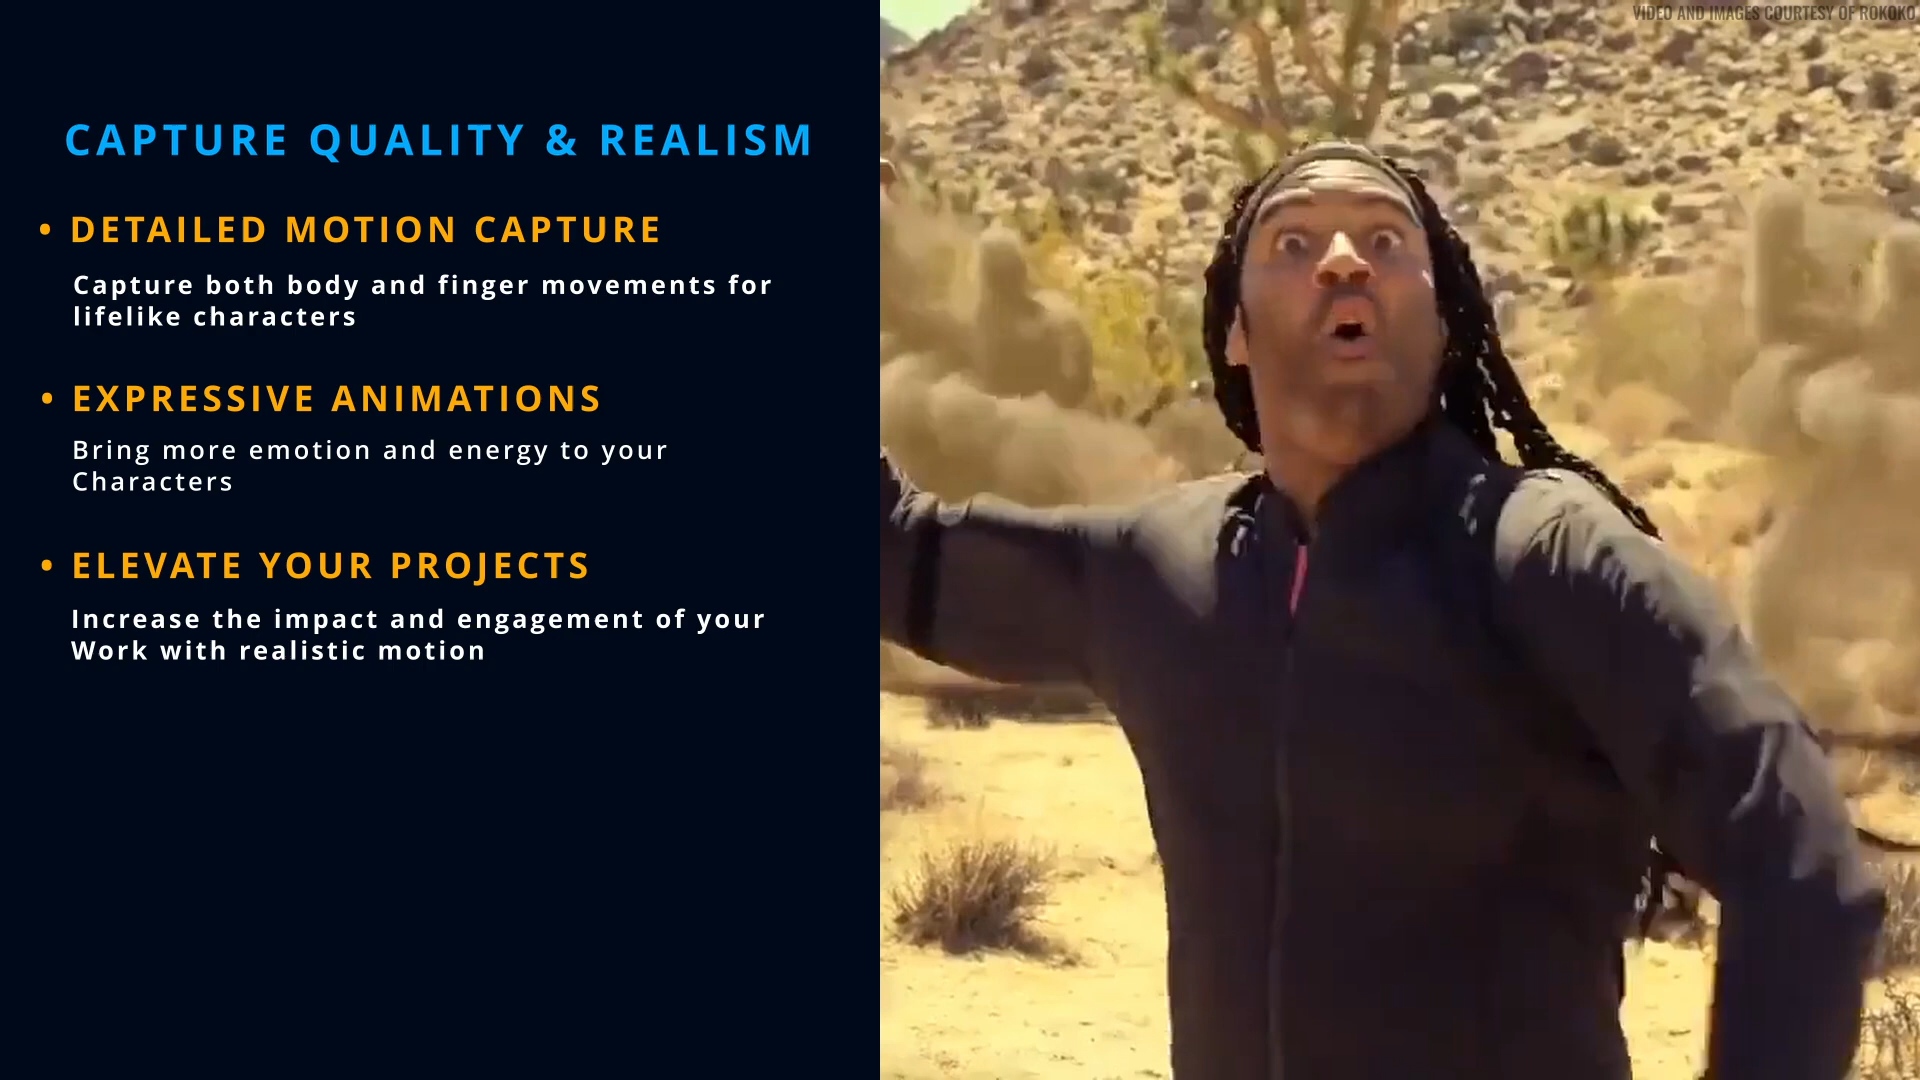 VIDEO AND IMAGES COURTESY OF ROKOKO
CAPTURE QUALITY & REALISM
• DETAILED MOTION CAPTURE
Capture both body and finger movements for
lifelike characters
• EXPRESSIVE ANIMATIONS
Bring more emotion and energy to your
Characters
• ELEVATE YOUR PROJECTS
Increase the impact and engagement of your
Work with realistic motion